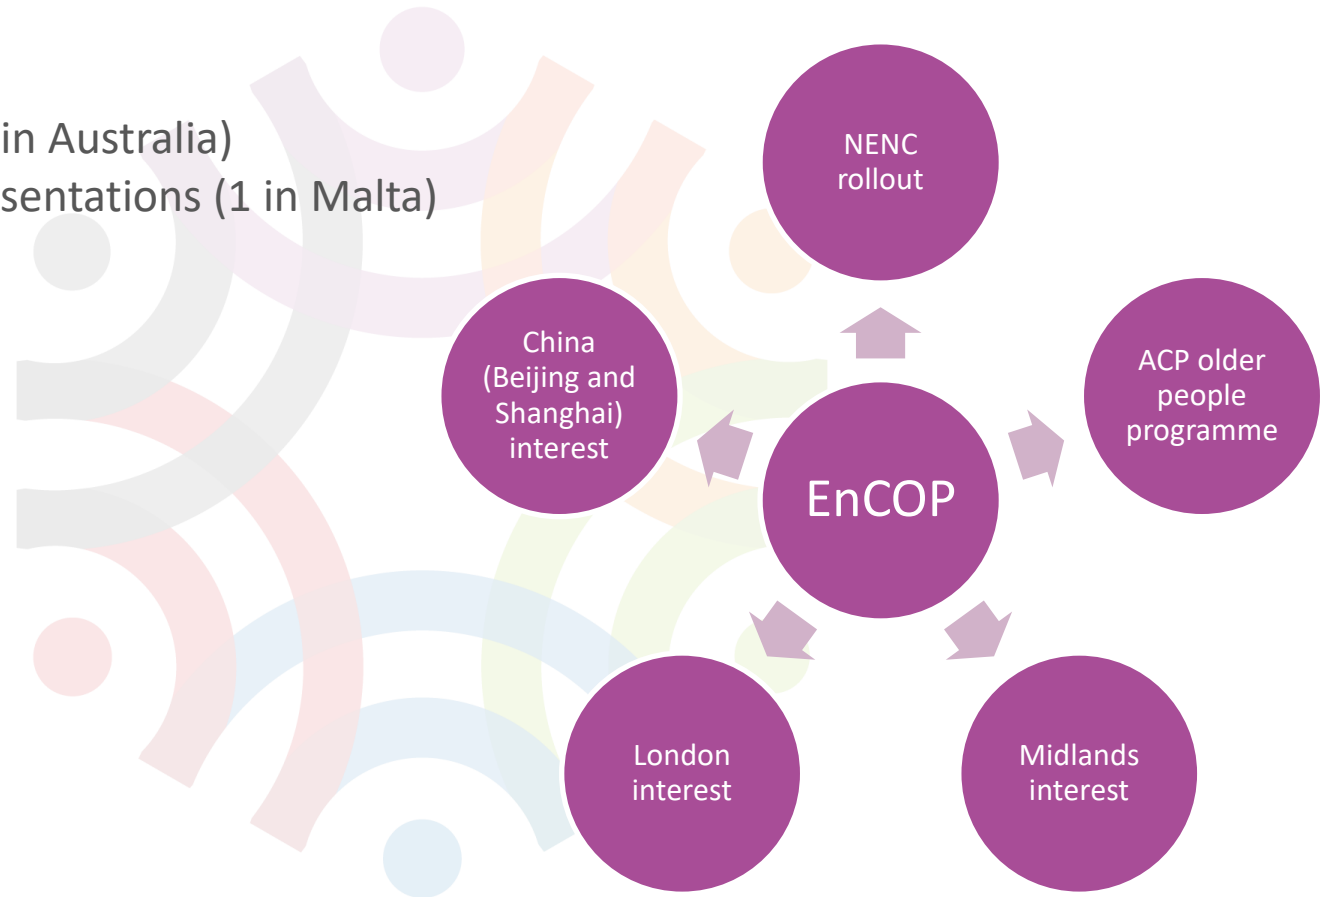 in Australia)
sentations (1 in Malta)
NENC
rollout
China
(Beijing and
Shanghai)
interest
ACP older
people
programme
EnCOP
London
interest
Midlands
interest